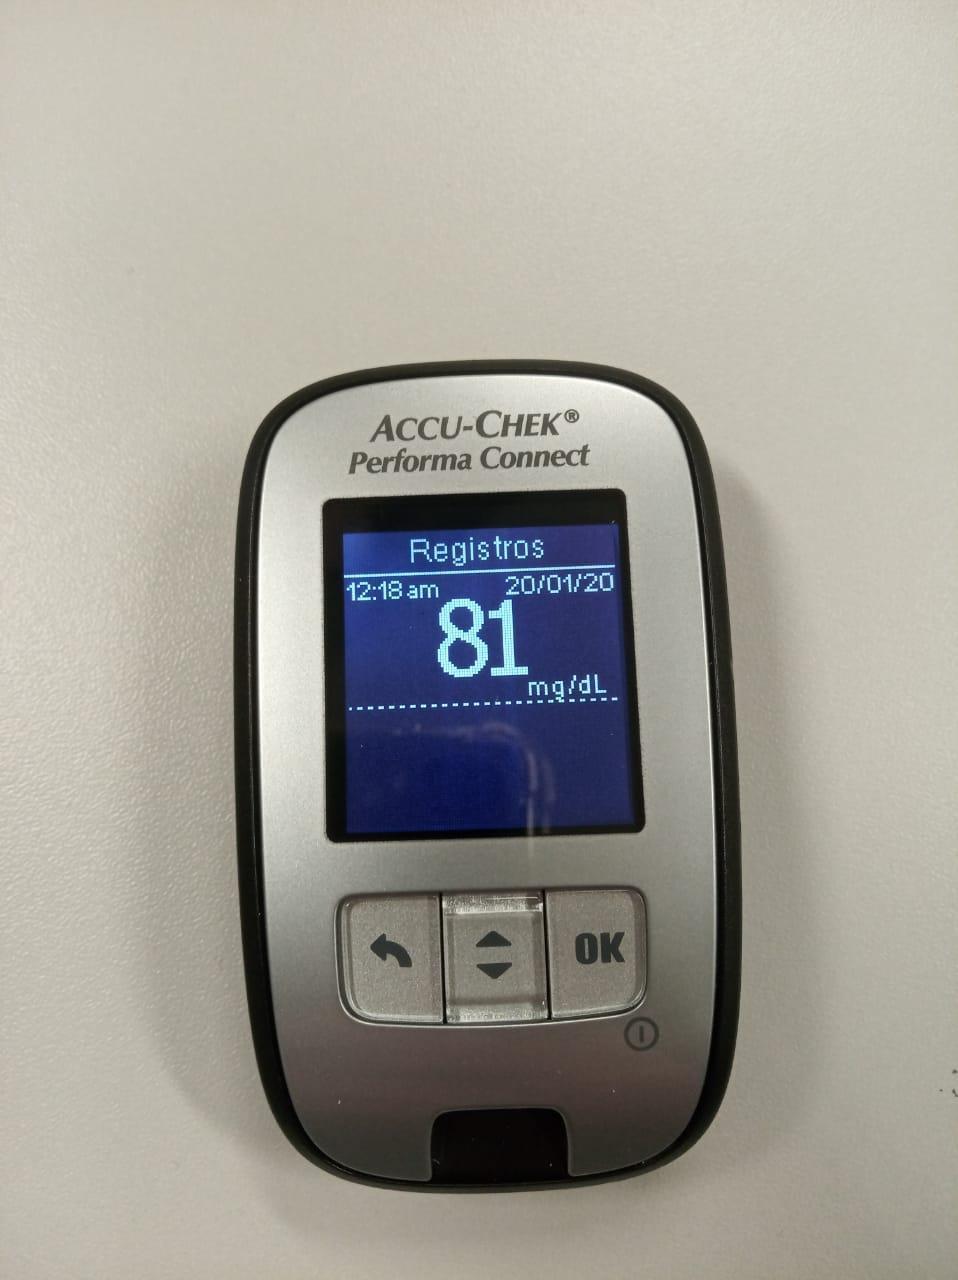 ACCU-CHEK®
Performa Connect
Registros
12:18 am 20/01/20
81
mg/dL
OK